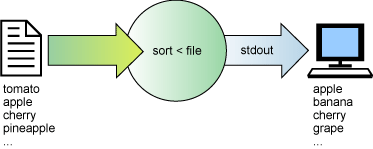 sort < file
stdout
tomato
apple
cherry
pineapple
...
apple
banana
cherry
grape
...